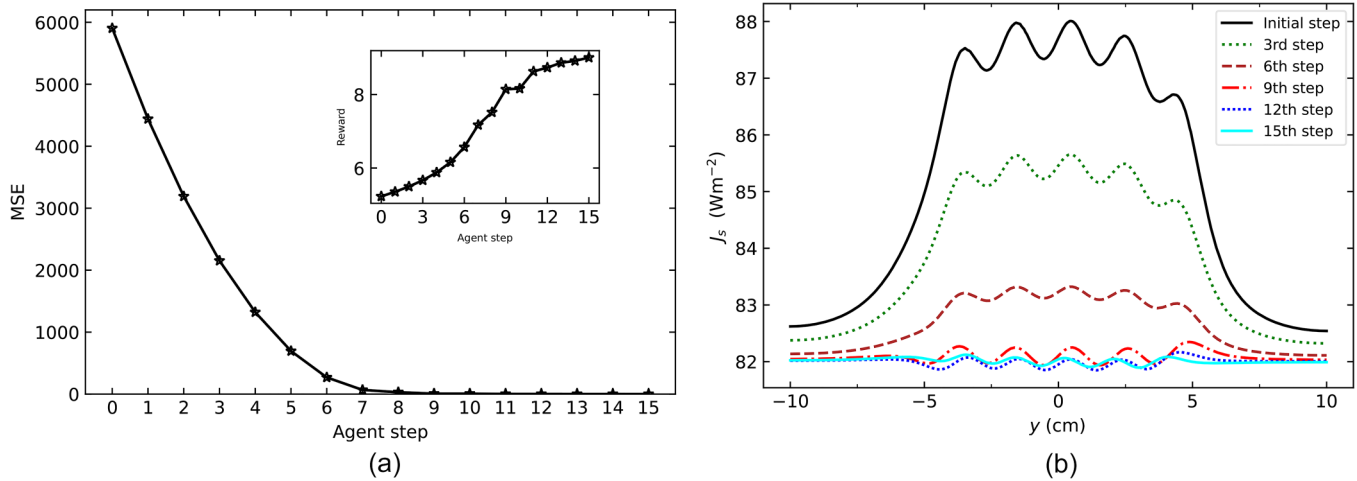 6000
5000
4000
3000
2000
1000
0
MSE
0 1 2 3 4 5 6 7 8 9 10 11 12 13 14 15
Agent step
8
6
Reward
0 3 6 9 12 15
Agent step
(a)
88
87
86
85
84
83
82
J_s (Wm⁻²)
−10 −5 0 5 10
y (cm)
Initial step
3rd step
6th step
9th step
12th step
15th step
(b)